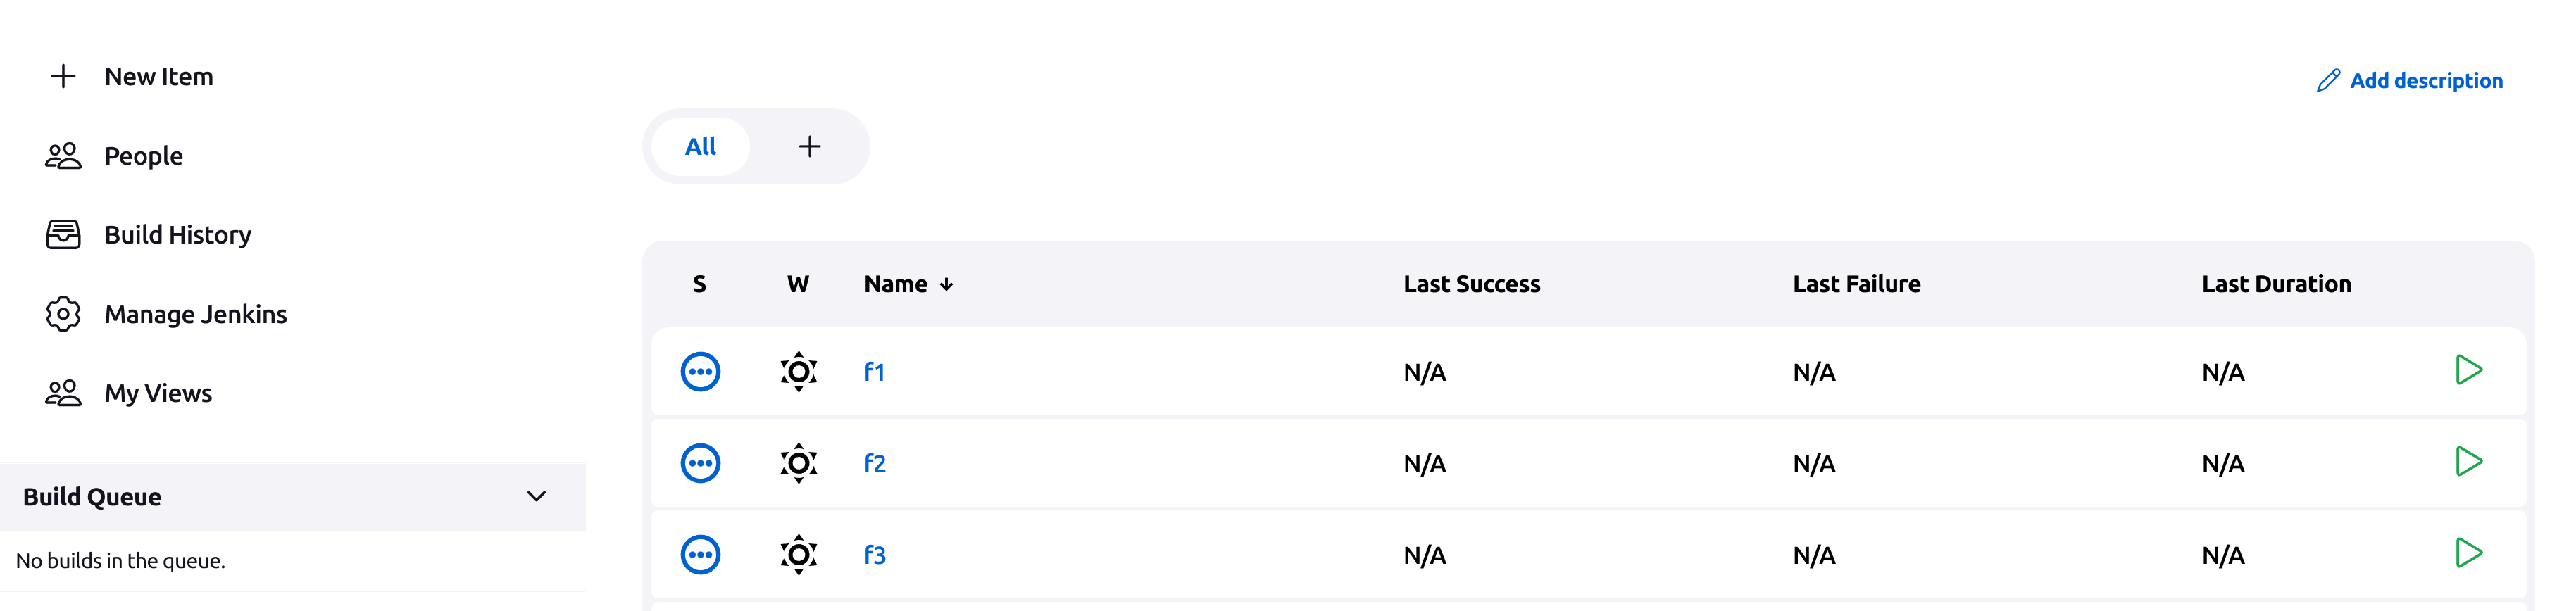 New Item
People
Build History
Manage Jenkins
My Views
Build Queue
No builds in the queue.
Add description
All
S W Name Last Success Last Failure Last Duration
f1 N/A N/A N/A
f2 N/A N/A N/A
f3 N/A N/A N/A